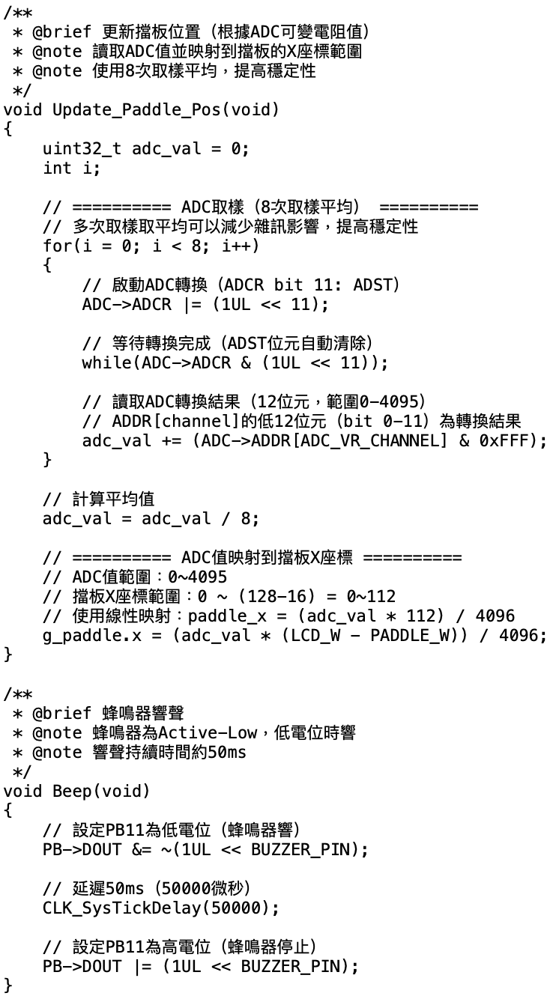 /**
 * @brief 更新擋板位置（根據ADC可變電阻值）
 * @note 讀取ADC值並映射到擋板的X座標範圍
 * @note 使用8次取樣平均，提高穩定性
 */
void Update_Paddle_Pos(void)
{
    uint32_t adc_val = 0;
    int i;

    // ========== ADC取樣（8次取樣平均） ==========
    // 多次取樣取平均可以減少雜訊影響，提高穩定性
    for(i = 0; i < 8; i++)
    {
        // 啟動ADC轉換（ADCR bit 11: ADST）
        ADC->ADCR |= (1UL << 11);

        // 等待轉換完成（ADST位元自動清除）
        while(ADC->ADCR & (1UL << 11));

        // 讀取ADC轉換結果（12位元，範圍0-4095）
        // ADDR[channel]的低12位元（bit 0-11）為轉換結果
        adc_val += (ADC->ADDR[ADC_VR_CHANNEL] & 0xFFF);
    }

    // 計算平均值
    adc_val = adc_val / 8;

    // ========== ADC值映射到擋板X座標 ==========
    // ADC值範圍：0~4095
    // 擋板X座標範圍：0 ~ (128-16) = 0~112
    // 使用線性映射：paddle_x = (adc_val * 112) / 4096
    g_paddle.x = (adc_val * (LCD_W - PADDLE_W)) / 4096;
}

/**
 * @brief 蜂鳴器響聲
 * @note 蜂鳴器為Active-Low，低電位時響
 * @note 響聲持續時間約50ms
 */
void Beep(void)
{
    // 設定PB11為低電位（蜂鳴器響）
    PB->DOUT &= ~(1UL << BUZZER_PIN);

    // 延遲50ms（50000微秒）
    CLK_SysTickDelay(50000);

    // 設定PB11為高電位（蜂鳴器停止）
    PB->DOUT |= (1UL << BUZZER_PIN);
}